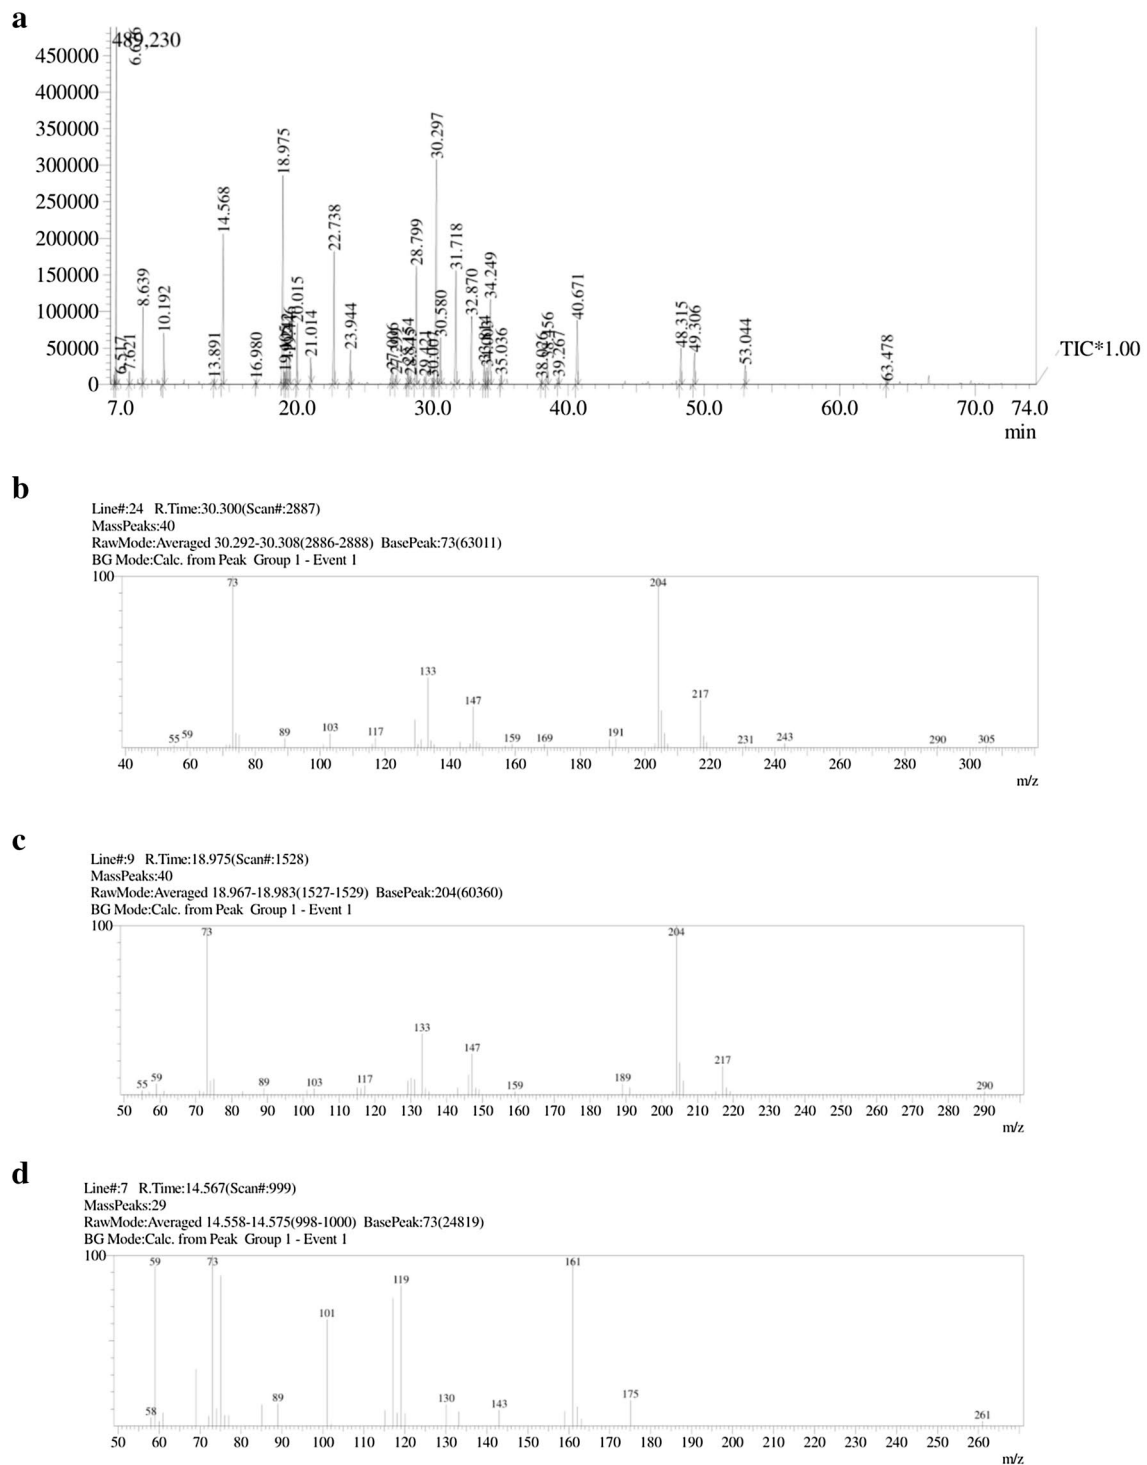 a
489,230
450000
400000
350000
300000
250000
200000
150000
100000
50000
0
6.517
7.621
8.639
10.192
13.891
14.568
16.980
18.975
20.015
21.014
22.738
23.944
28.799
29.421
30.297
30.580
31.718
32.870
34.249
35.036
38.456
39.267
40.671
48.315
49.306
53.044
63.478
TIC*1.00
7.0 20.0 30.0 40.0 50.0 60.0 70.0 74.0
min
b
Line#:24 R.Time:30.300(Scan#:2887)
MassPeaks:40
RawMode:Averaged 30.292-30.308(2886-2888) BasePeak:73(63011)
BG Mode:Calc. from Peak Group 1 - Event 1
100
55 59 73 89 103 117 133 147 159 169 191 204 217 231 243 290 305
40 60 80 100 120 140 160 180 200 220 240 260 280 300
m/z
c
Line#:9 R.Time:18.975(Scan#:1528)
MassPeaks:40
RawMode:Averaged 18.967-18.983(1527-1529) BasePeak:204(60360)
BG Mode:Calc. from Peak Group 1 - Event 1
100
55 59 73 89 103 117 133 147 159 189 204 217 290
50 60 70 80 90 100 110 120 130 140 150 160 170 180 190 200 210 220 230 240 250 260 270 280 290
m/z
d
Line#:7 R.Time:14.567(Scan#:999)
MassPeaks:29
RawMode:Averaged 14.558-14.575(998-1000) BasePeak:73(24819)
BG Mode:Calc. from Peak Group 1 - Event 1
100
58 59 73 89 101 119 130 143 161 175 261
50 60 70 80 90 100 110 120 130 140 150 160 170 180 190 200 210 220 230 240 250 260
m/z